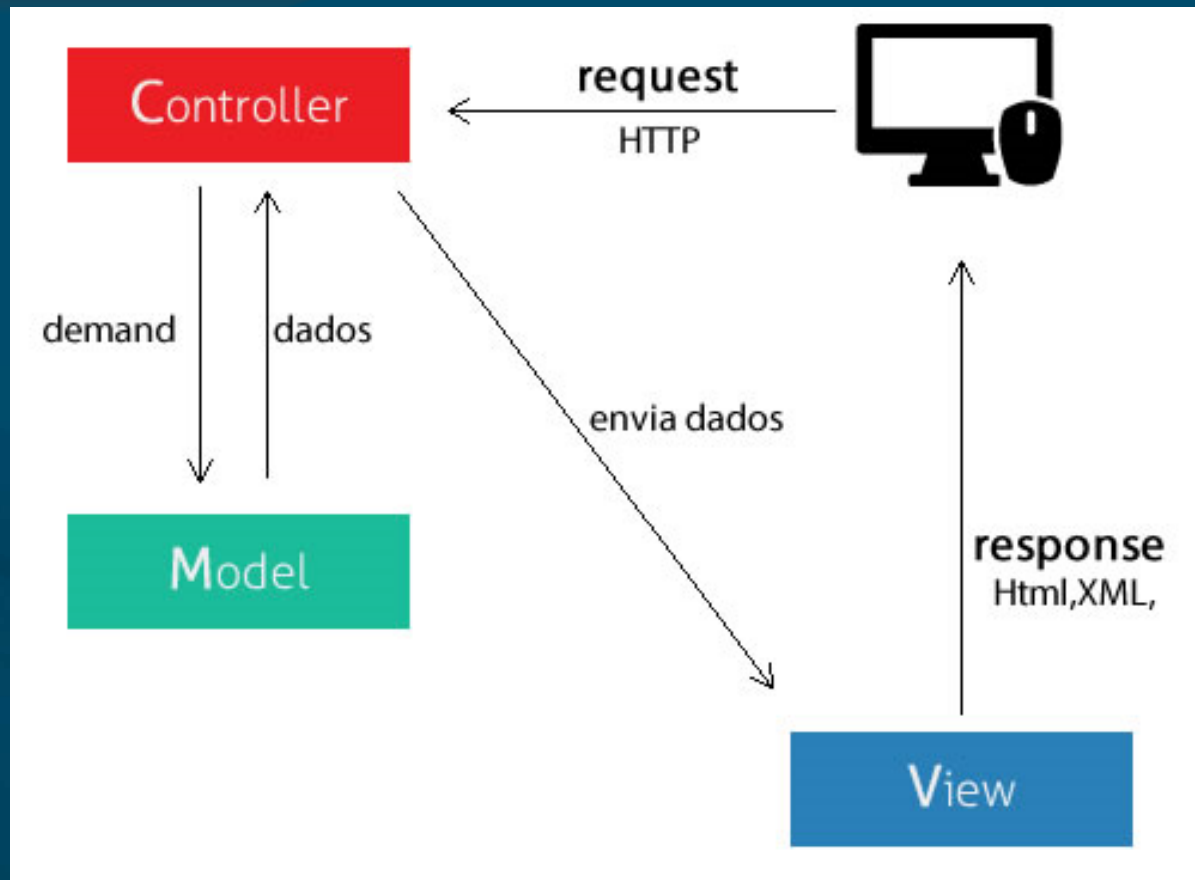 Controller
request
HTTP
demand
dados
envia dados
Model
response
Html,XML,
View